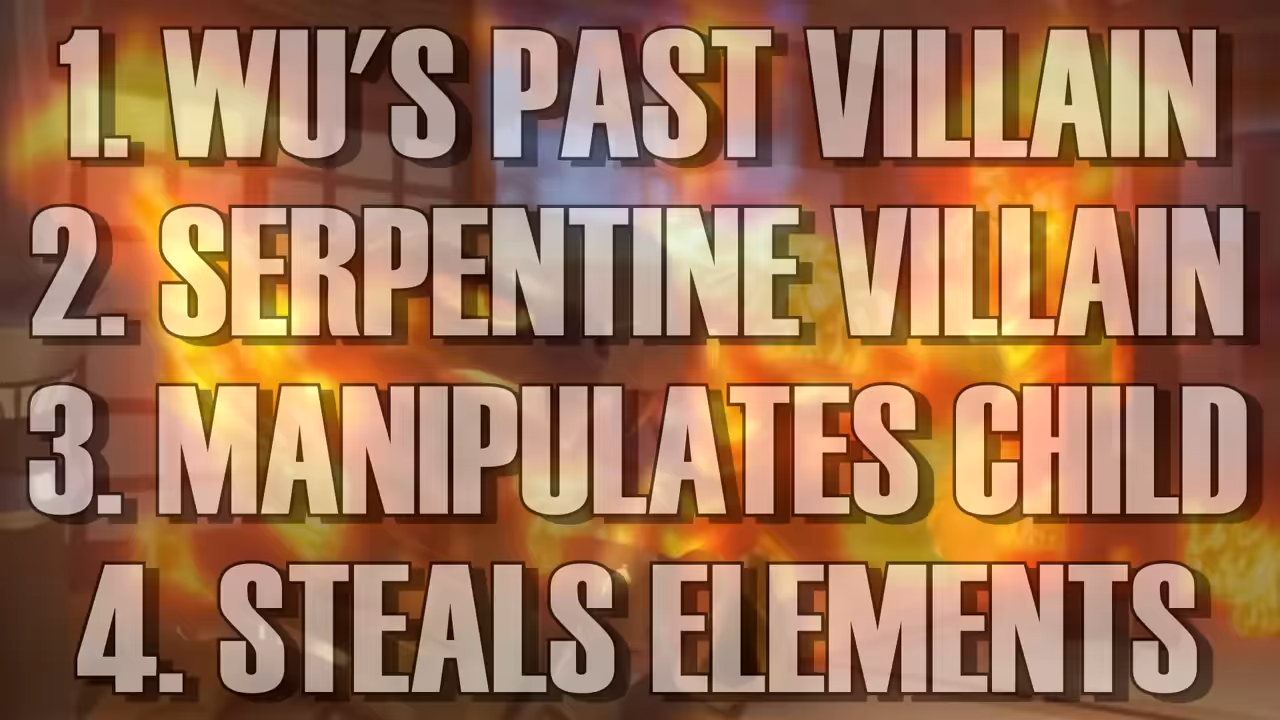 1. WU'S PAST VILLAIN
2. SERPENTINE VILLAIN
3. MANIPULATES CHILD
4. STEALS ELEMENTS